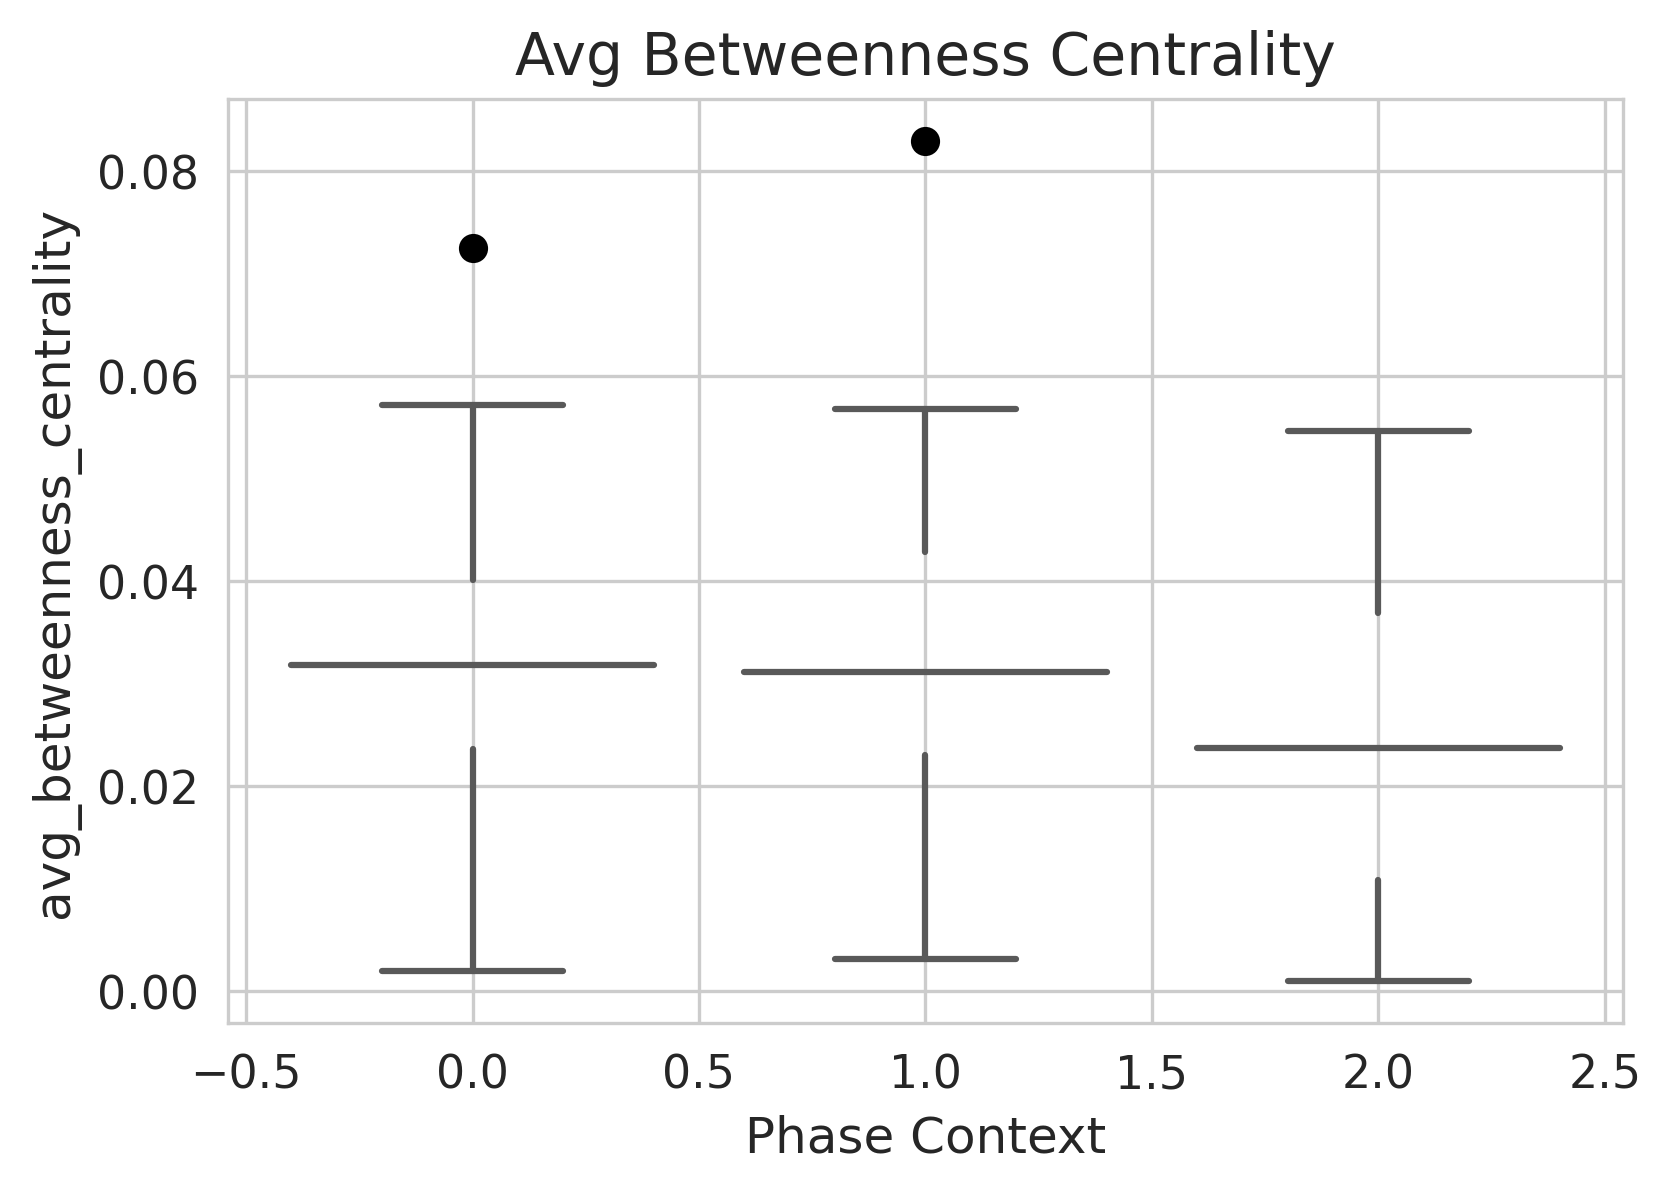 Avg Betweenness Centrality
avg_betweenness_centrality
0.08
0.06
0.04
0.02
0.00
−0.5 0.0 0.5 1.0 1.5 2.0 2.5
Phase Context